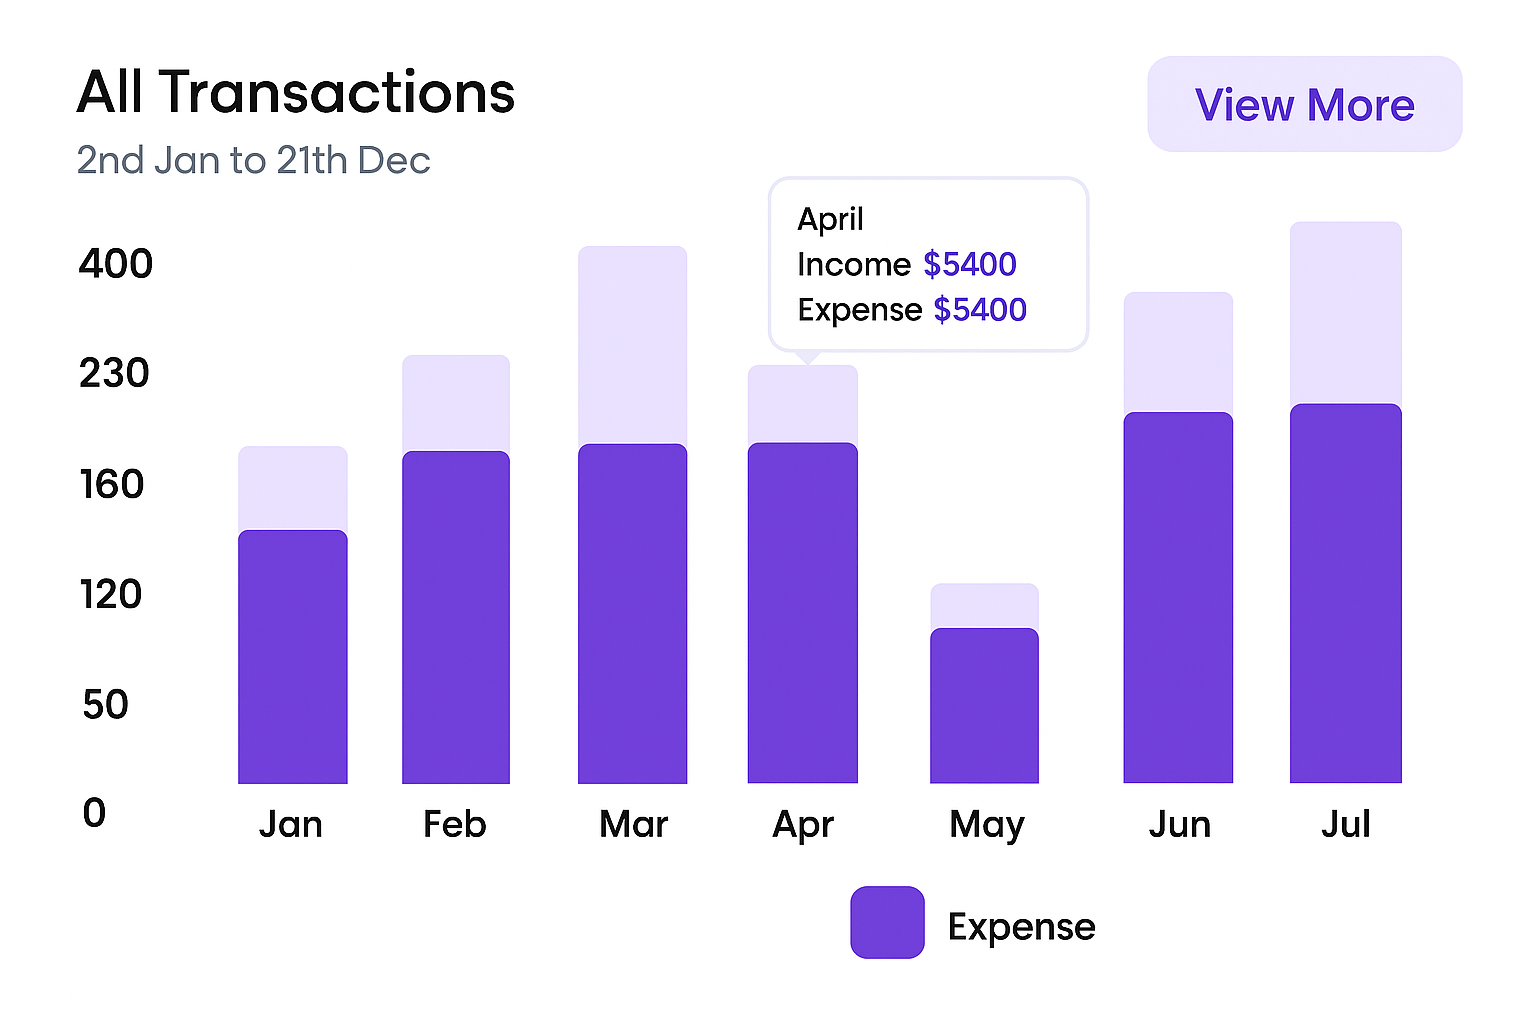 All Transactions
2nd Jan to 21th Dec
View More
April
Income $5400
Expense $5400
400
230
160
120
50
0
Jan
Feb
Mar
Apr
May
Jun
Jul
Expense